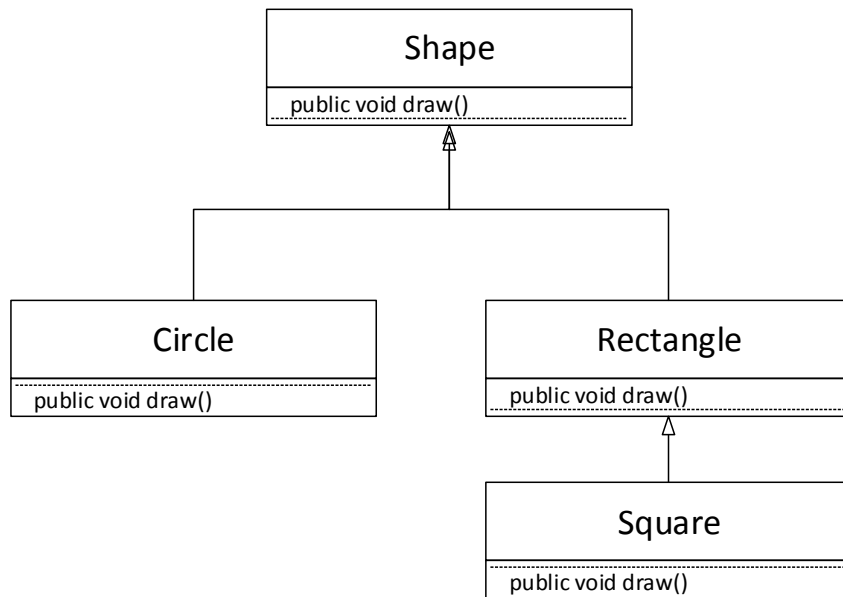 Shape
public void draw()
Circle
public void draw()
Rectangle
public void draw()
Square
public void draw()